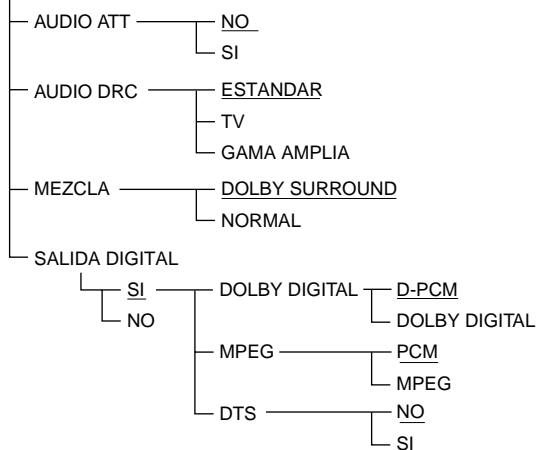 AUDIO ATT NO
SI
AUDIO DRC ESTANDAR
TV
GAMA AMPLIA
MEZCLA DOLBY SURROUND
NORMAL
SALIDA DIGITAL
SI DOLBY DIGITAL D-PCM
NO DOLBY DIGITAL
MPEG PCM
MPEG
DTS NO
SI